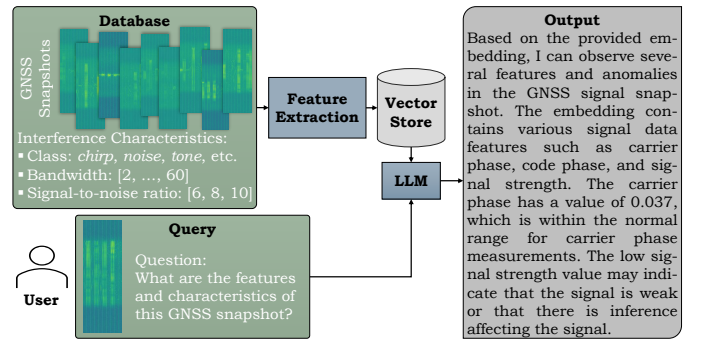 Database
GNSS
Snapshots
Interference Characteristics:
▪ Class: chirp, noise, tone, etc.
▪ Bandwidth: [2, ..., 60]
▪ Signal-to-noise ratio: [6, 8, 10]
Feature
Extraction
Vector
Store
LLM
Query
Question:
What are the features
and characteristics of
this GNSS snapshot?
User
Output
Based on the provided em-
bedding, I can observe seve-
ral features and anomalies
in the GNSS signal snap-
shot. The embedding con-
tains various signal data
features such as carrier
phase, code phase, and sig-
nal strength. The carrier
phase has a value of 0.037,
which is within the normal
range for carrier phase
measurements. The low sig-
nal strength value may indi-
cate that the signal is weak
or that there is inference
affecting the signal.